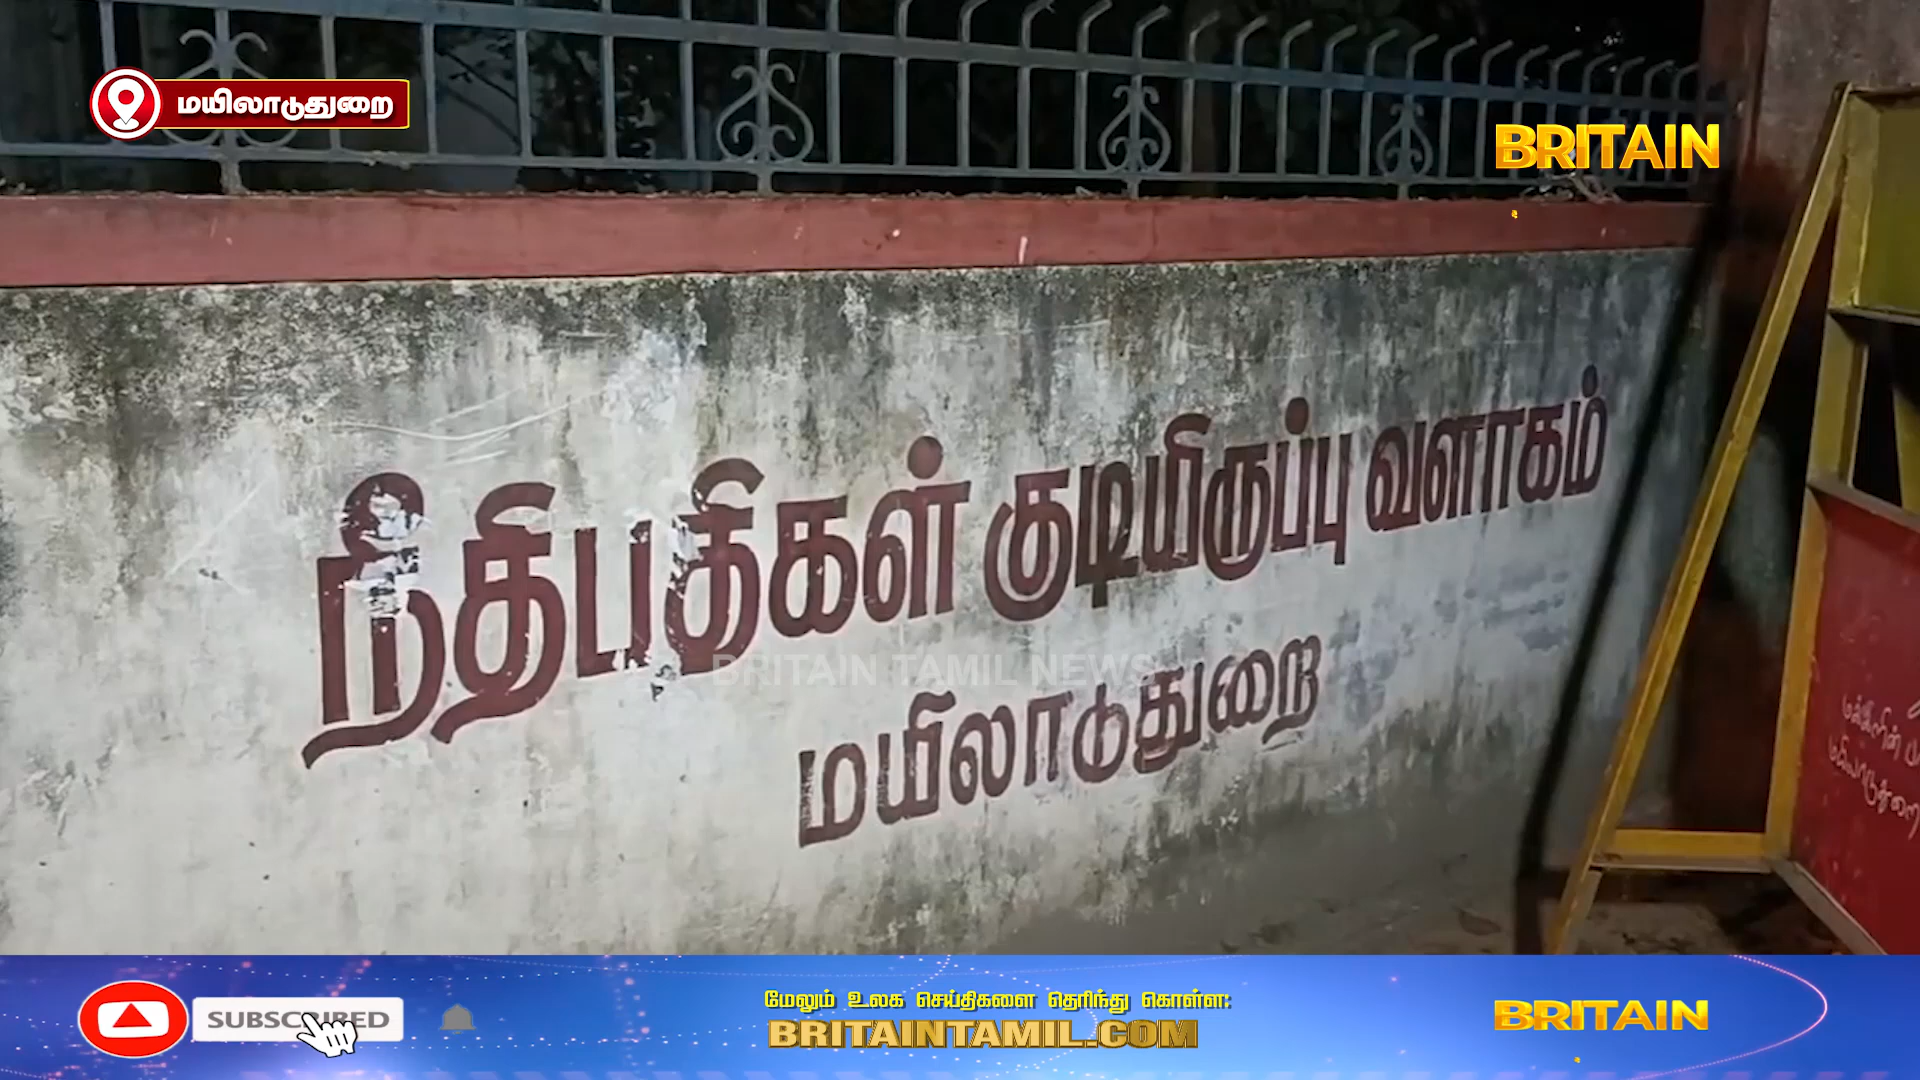 மயிலாடுதுறை
BRITAIN
நீதிபதிகள் குடியிருப்பு வளாகம்
BRITAIN TAMIL NEWS
மயிலாடுதுறை
SUBSCRIBED
மேலும் உலக செய்திகளை தெரிந்து கொள்ள:
BRITAINTAMIL.COM
BRITAIN